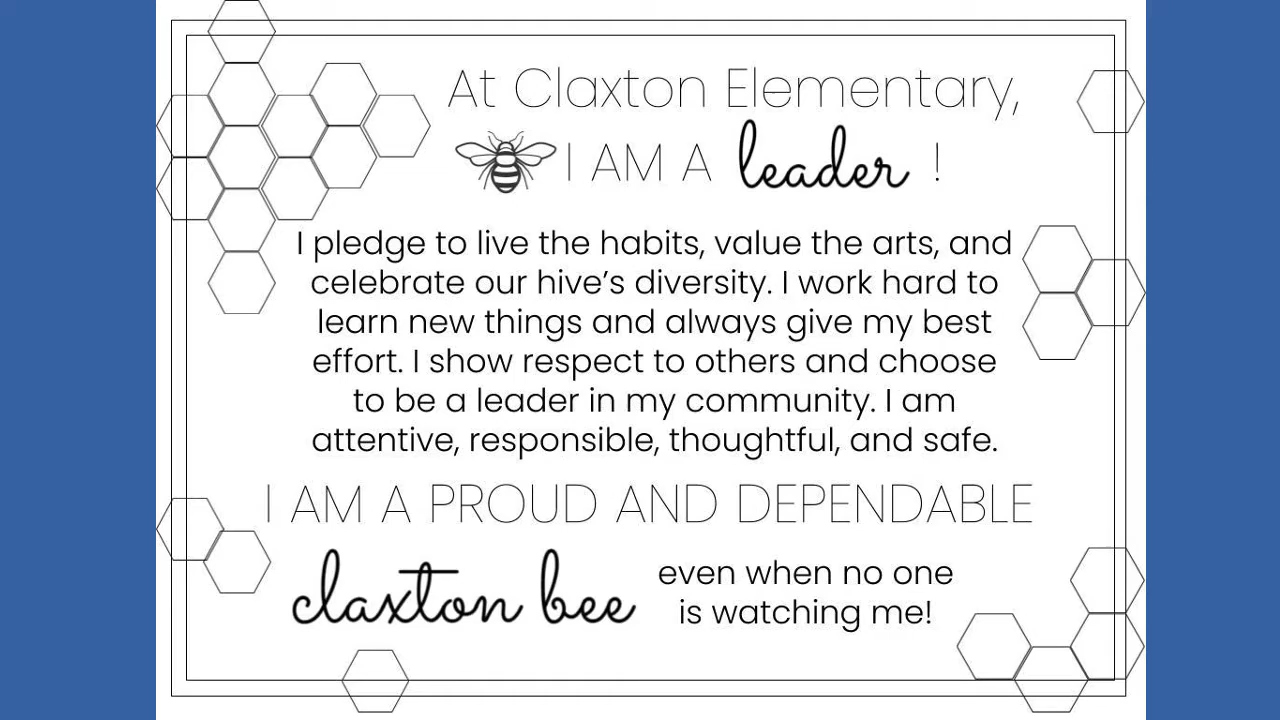 At Claxton Elementary,
I AM A leader !
I pledge to live the habits, value the arts, and
celebrate our hive’s diversity. I work hard to
learn new things and always give my best
effort. I show respect to others and choose
to be a leader in my community. I am
attentive, responsible, thoughtful, and safe.
I AM A PROUD AND DEPENDABLE
claxton bee even when no one
is watching me!